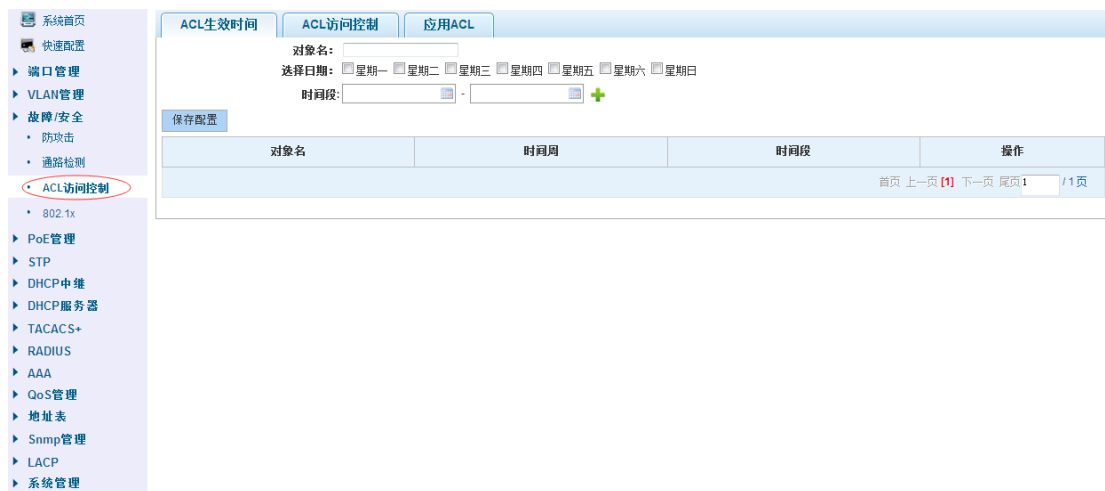 系统首页
快速配置
端口管理
VLAN管理
故障/安全
防攻击
通路检测
ACL访问控制
802.1x
PoE管理
STP
DHCP中继
DHCP服务器
TACACS+
RADIUS
AAA
QoS管理
地址表
Snmp管理
LACP
系统管理
ACL生效时间 ACL访问控制 应用ACL
对象名：
选择日期： 星期一 星期二 星期三 星期四 星期五 星期六 星期日
时间段: -
保存配置
对象名 时间周 时间段 操作
首页 上一页 [1] 下一页 尾页 1 / 1 页